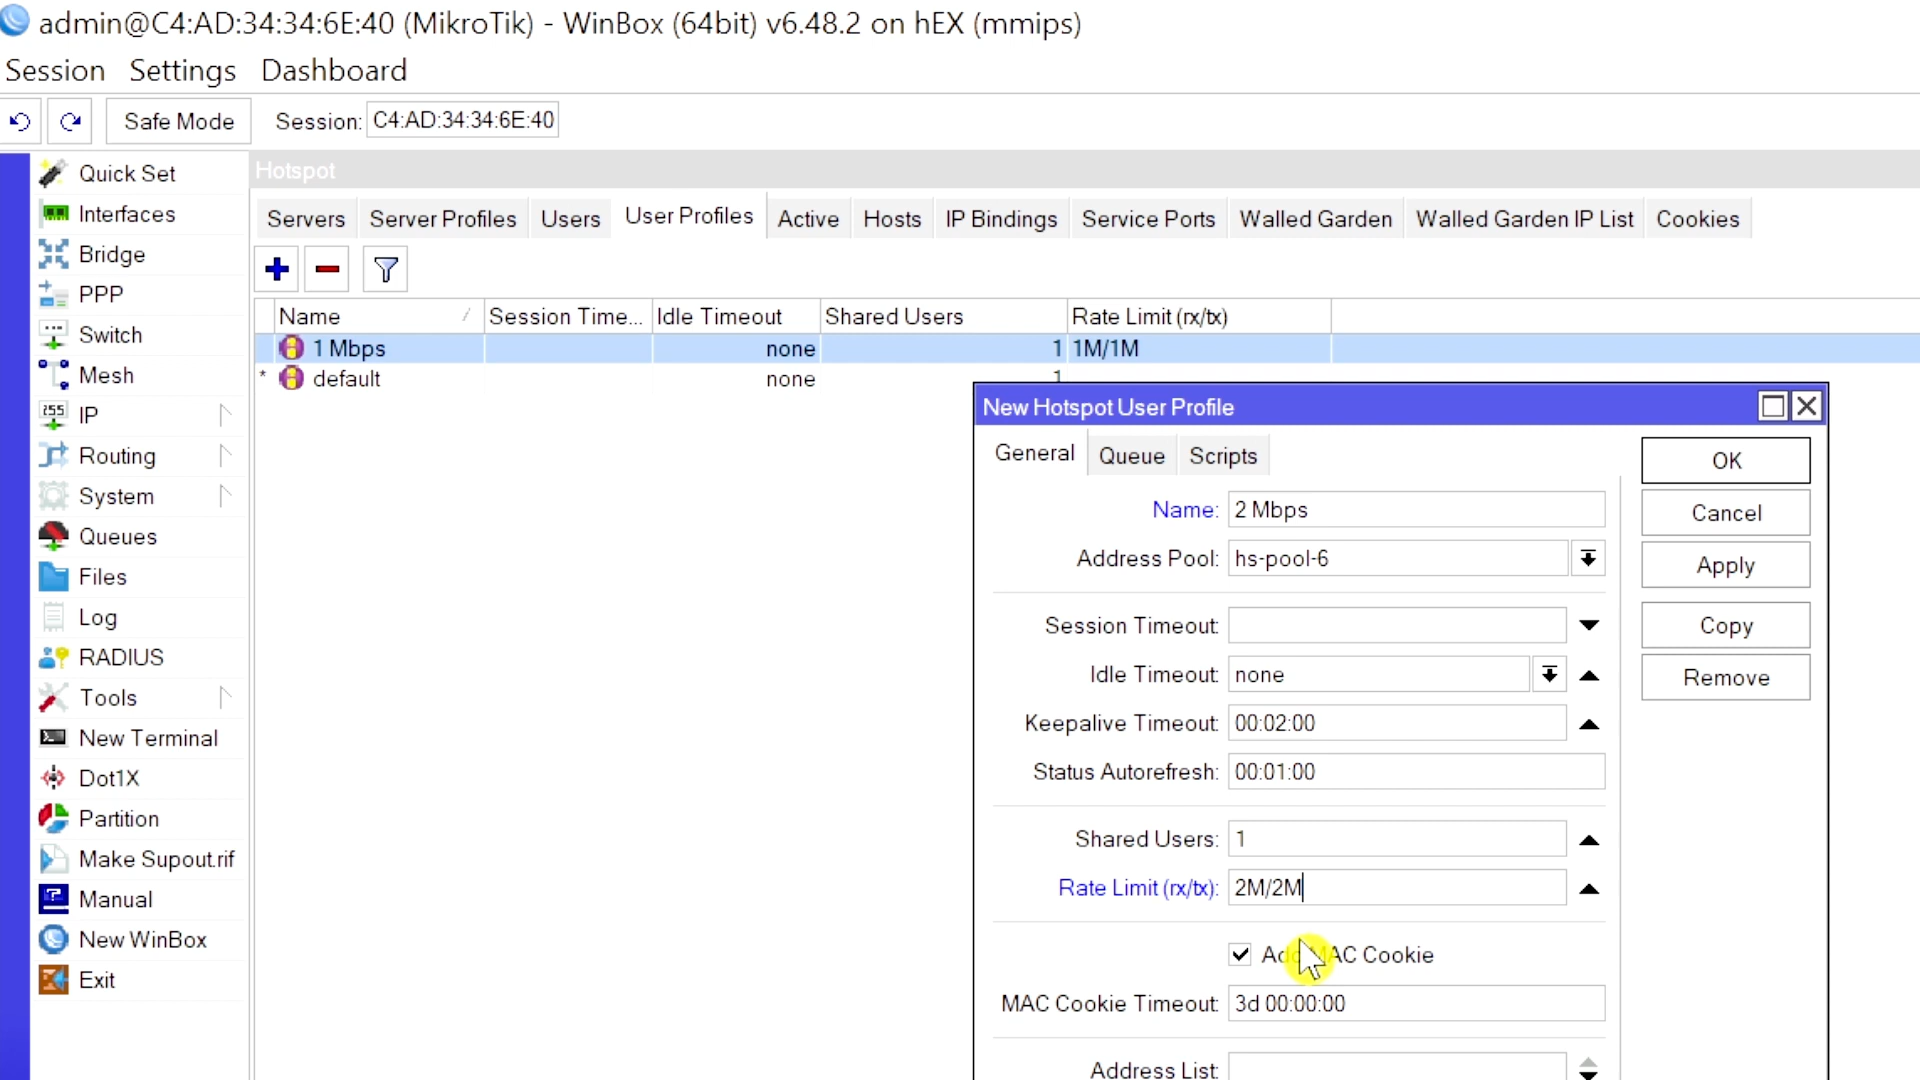 admin@C4:AD:34:34:6E:40 (MikroTik) - WinBox (64bit) v6.48.2 on hEX (mmips)
Session Settings Dashboard
Safe Mode Session: C4:AD:34:34:6E:40
Hotspot
Servers Server Profiles Users User Profiles Active Hosts IP Bindings Service Ports Walled Garden Walled Garden IP List Cookies
Name Session Time... Idle Timeout Shared Users Rate Limit (rx/tx)
1 Mbps none 1 1M/1M
* default none 1
Quick Set
Interfaces
Bridge
PPP
Switch
Mesh
255 IP
Routing
System
Queues
Files
Log
RADIUS
Tools
New Terminal
Dot1X
Partition
Make Supout.rif
Manual
New WinBox
Exit
New Hotspot User Profile
General Queue Scripts
Name: 2 Mbps
Address Pool: hs-pool-6
Session Timeout:
Idle Timeout: none
Keepalive Timeout: 00:02:00
Status Autorefresh: 00:01:00
Shared Users: 1
Rate Limit (rx/tx): 2M/2M
Add MAC Cookie
MAC Cookie Timeout: 3d 00:00:00
Address List:
OK
Cancel
Apply
Copy
Remove